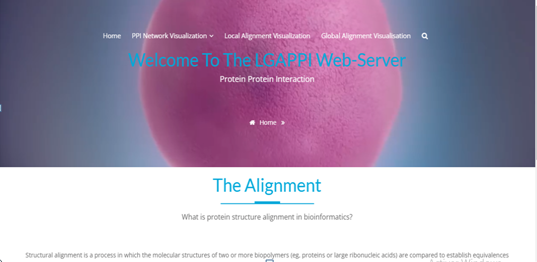 Home PPI Network Visualization Local Alignment Visualization Global Alignment Visualisation
Welcome To The LGAPPI Web-Server
Protein Protein Interaction
Home »
The Alignment
What is protein structure alignment in bioinformatics?
Structural alignment is a process in which the molecular structures of two or more biopolymers (eg, proteins or large ribonucleic acids) are compared to establish equivalences